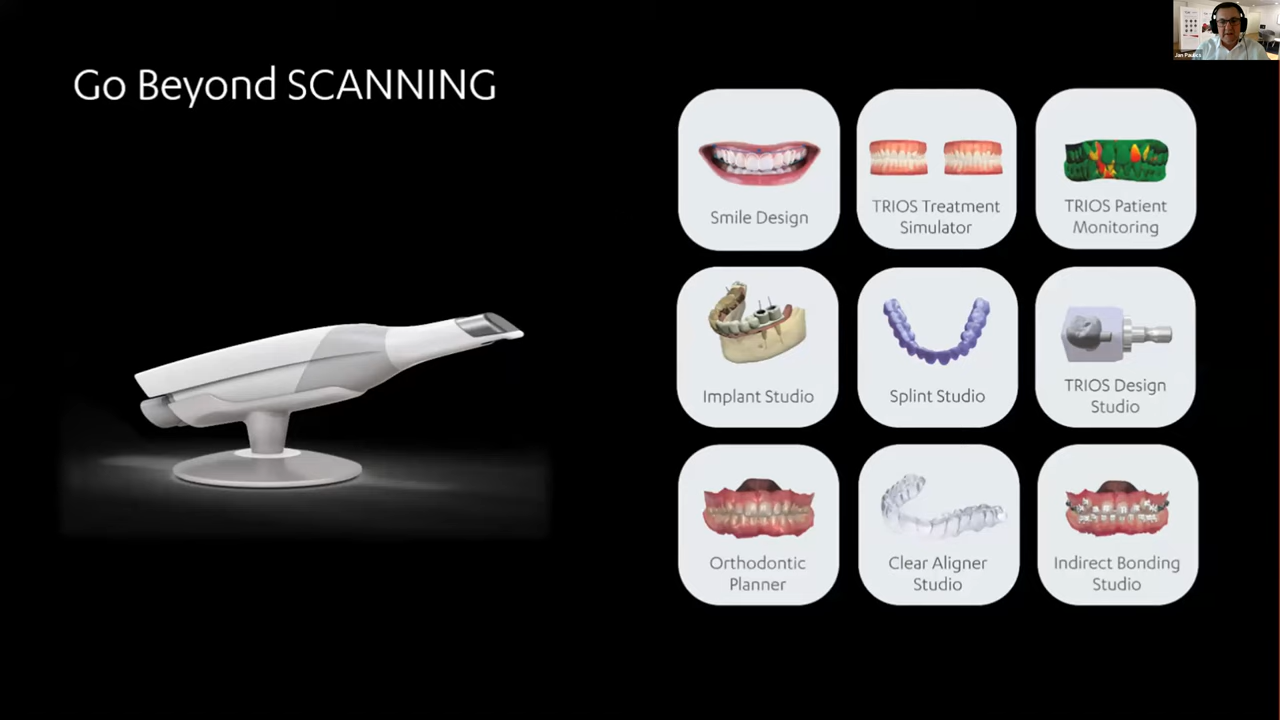 Go Beyond SCANNING
Smile Design
TRIOS Treatment
Simulator
TRIOS Patient
Monitoring
Implant Studio
Splint Studio
TRIOS Design
Studio
Orthodontic
Planner
Clear Aligner
Studio
Indirect Bonding
Studio